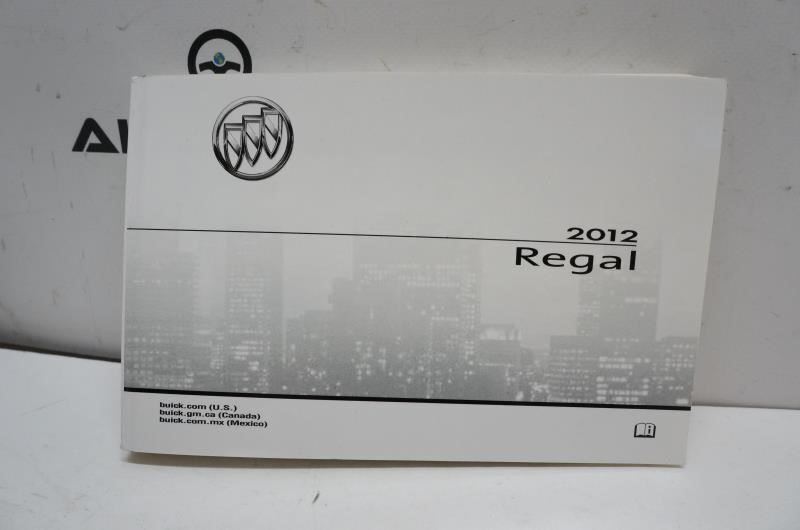 2012
Regal
buick.com (U.S.)
buick.gm.ca (Canada)
buick.com.mx (Mexico)